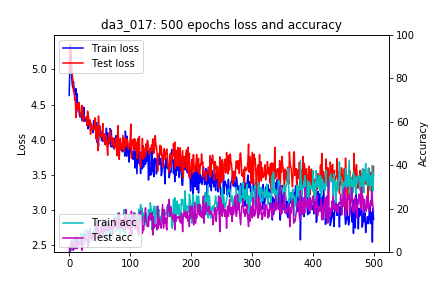 da3_017: 500 epochs loss and accuracy
Train loss
Test loss
Train acc
Test acc
Loss
5.0
4.5
4.0
3.5
3.0
2.5
Accuracy
100
80
60
40
20
0
0
100
200
300
400
500